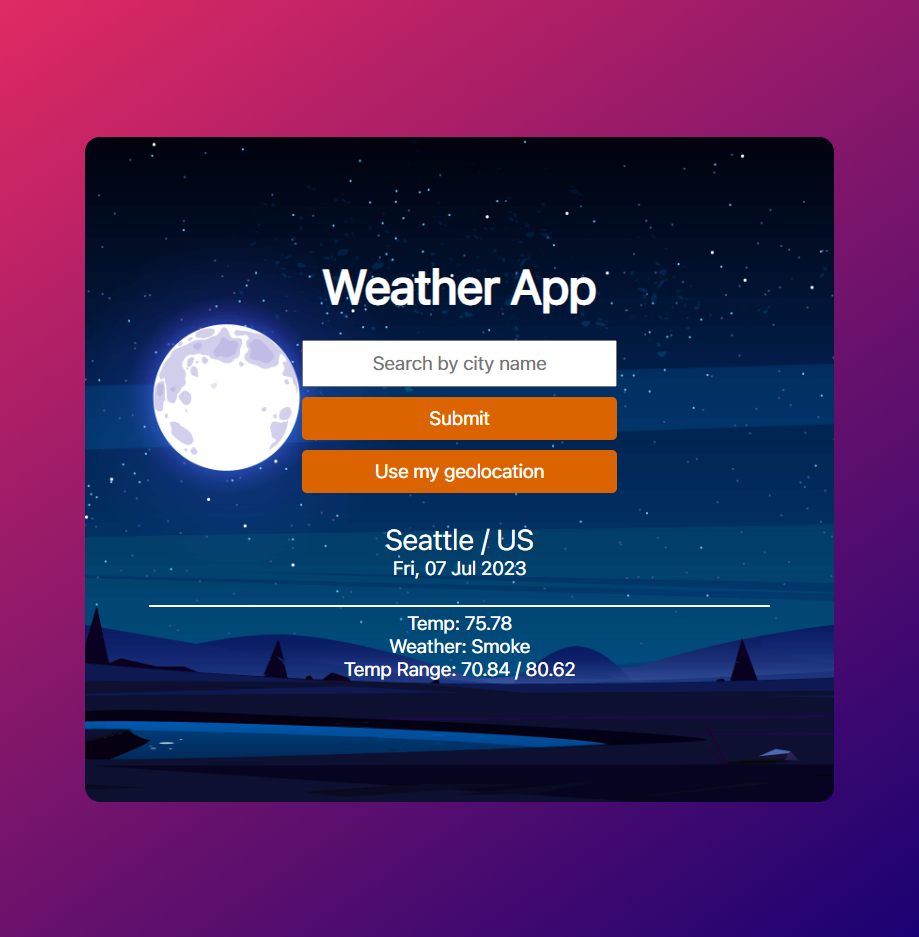 Weather App
Search by city name
Submit
Use my geolocation
Seattle / US
Fri, 07 Jul 2023
Temp: 75.78
Weather: Smoke
Temp Range: 70.84 / 80.62